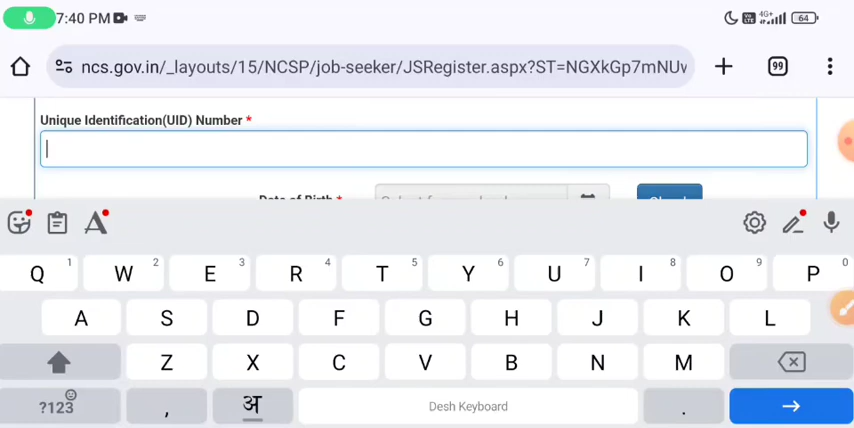 7:40 PM 4G+ 64
ncs.gov.in/_layouts/15/NCSP/job-seeker/JSRegister.aspx?ST=NGXkGp7mNUv 99
Unique Identification(UID) Number *
Date of Birth *
Q 1 W 2 E 3 R 4 T 5 Y 6 U 7 I 8 O 9 P 0
A S D F G H J K L
Z X C V B N M
?123 , अ Desh Keyboard .